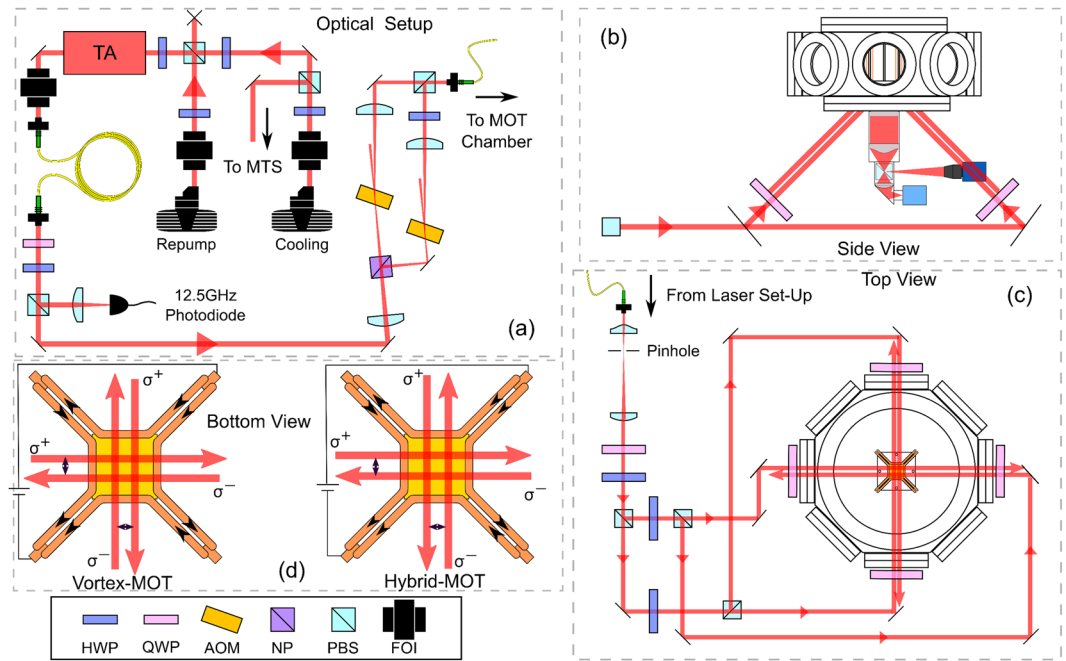 Optical Setup
TA
To MTS
To MOT
Chamber
Repump
Cooling
12.5GHz
Photodiode
(a)
(b)
Side View
Top View
(c)
From Laser Set-Up
Pinhole
σ+
σ+
σ−
σ−
Vortex-MOT
Bottom View
(d)
σ+
σ+
σ−
σ−
Hybrid-MOT
HWP
QWP
AOM
NP
PBS
FOI